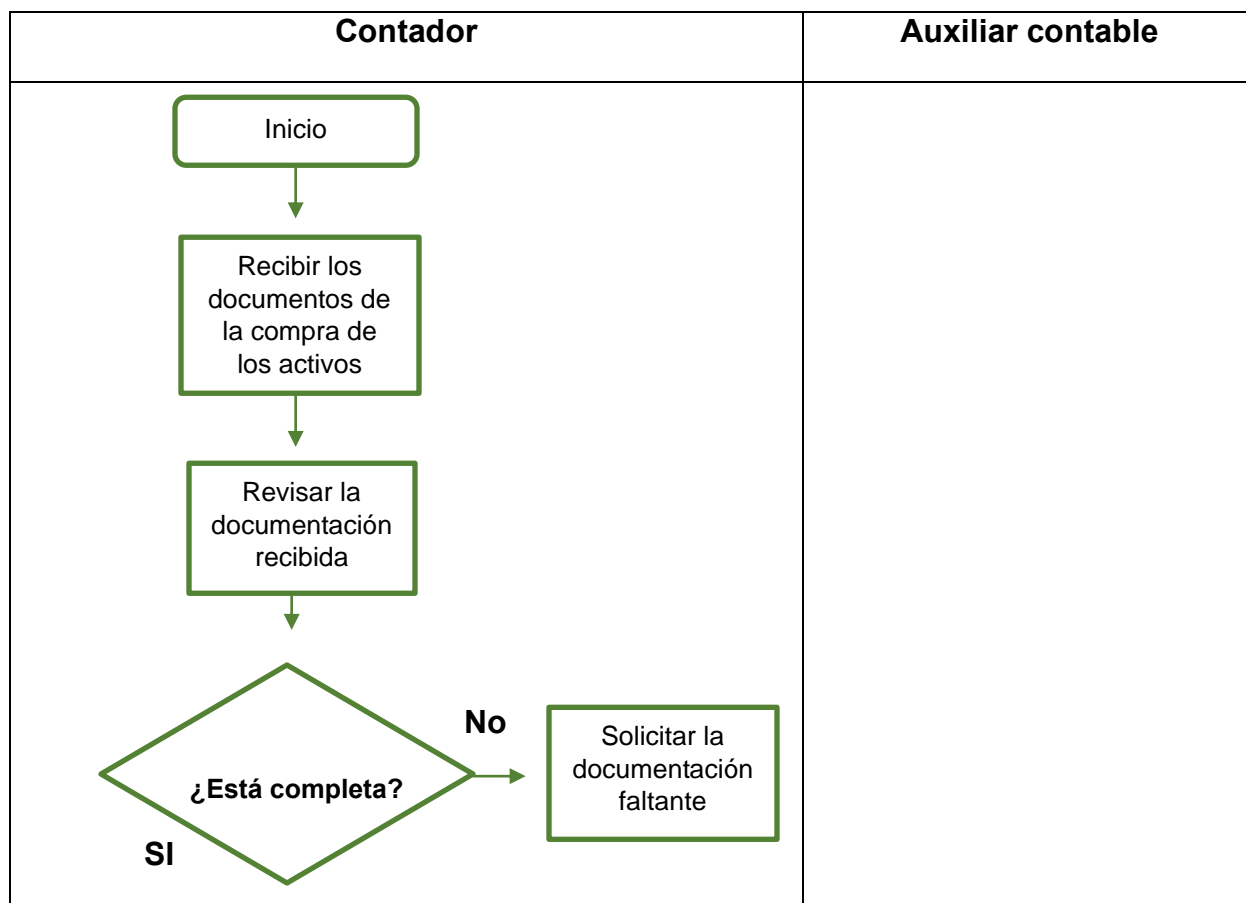 Contador
Auxiliar contable
Inicio
Recibir los
documentos de
la compra de
los activos
Revisar la
documentación
recibida
No
Solicitar la
documentación
faltante
¿Está completa?
SI